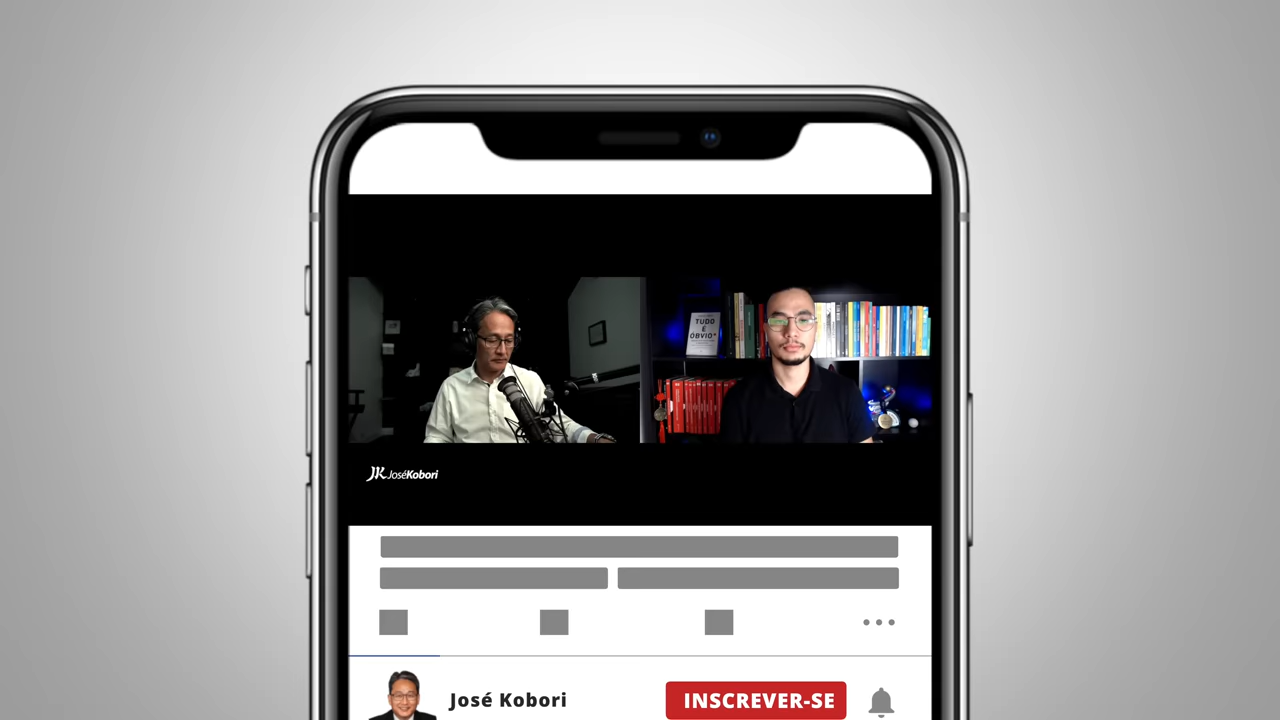 TUDO
É
ÓBVIO*
JK JoséKobori
José Kobori
INSCREVER-SE